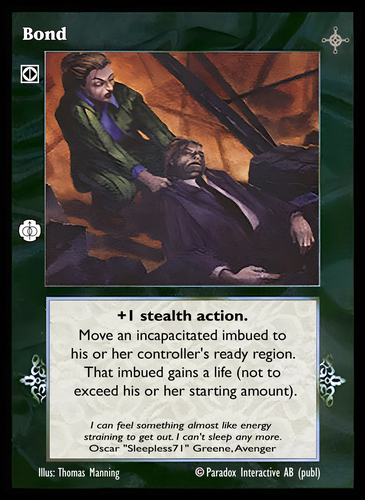 Bond
+1 stealth action.
Move an incapacitated imbued to
his or her controller's ready region.
That imbued gains a life (not to
exceed his or her starting amount).
I can feel something almost like energy
straining to get out. I can't sleep any more.
Oscar "Sleepless71" Greene, Avenger
Illus: Thomas Manning
© Paradox Interactive AB (publ)